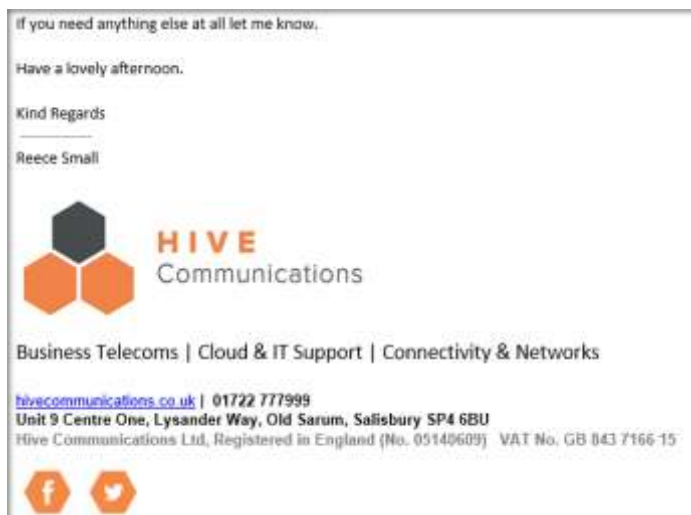 If you need anything else at all let me know.
Have a lovely afternoon.
Kind Regards
Reece Small
HIVE
Communications
Business Telecoms | Cloud & IT Support | Connectivity & Networks
hivecommunications.co.uk | 01722 777999
Unit 9 Centre One, Lysander Way, Old Sarum, Salisbury SP4 6BU
Hive Communications Ltd, Registered in England (No. 05140609) VAT No. GB 843 7166 15